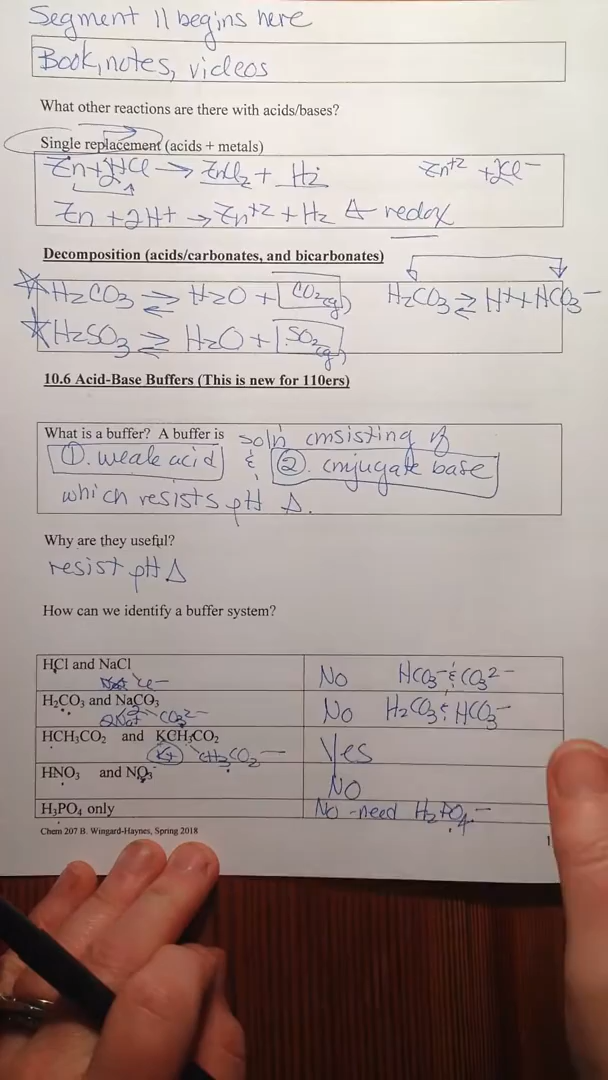 Segment 11 begins here
Book, notes, videos
What other reactions are there with acids/bases?
Single replacement (acids + metals)
Zn + 2HCl → ZnCl2 + H2 Zn+2 + 2Cl-
Zn + 2H+ → Zn+2 + H2 ← redox
Decomposition (acids/carbonates, and bicarbonates)
H2CO3 ⇌ H2O + CO2(g) H2CO3 ⇌ H+ + HCO3-
H2SO3 ⇌ H2O + SO2(g)
10.6 Acid-Base Buffers (This is new for 110ers)
What is a buffer? A buffer is soln consisting of
①. weak acid & ②. conjugate base
which resists pH Δ.
Why are they useful?
resist pH Δ
How can we identify a buffer system?
HCl and NaCl No HCO3- & CO3 2-
Na+ Cl-
H2CO3 and NaCO3 No H2CO3 & HCO3-
2Na+ CO3 2-
HCH3CO2 and KCH3CO2 Yes
K+ CH3CO2-
HNO3 and NO3- No
H3PO4 only No - need H2PO4-
Chem 207 B. Wingard-Haynes, Spring 2018
1